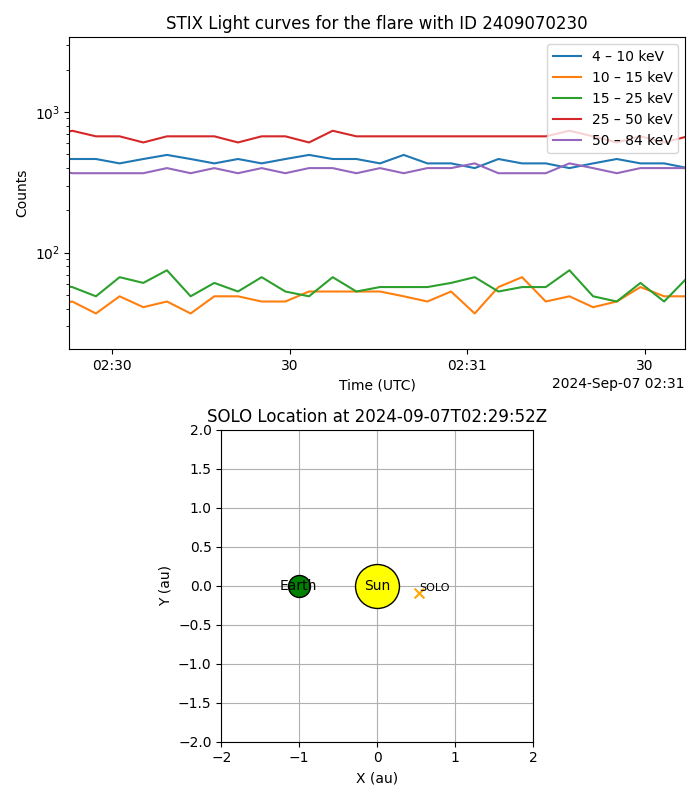 STIX Light curves for the flare with ID 2409070230
4 – 10 keV
10 – 15 keV
15 – 25 keV
25 – 50 keV
50 – 84 keV
10³
10²
Counts
02:30
30
02:31
30
Time (UTC)
2024-Sep-07 02:31
SOLO Location at 2024-09-07T02:29:52Z
2.0
1.5
1.0
0.5
0.0
−0.5
−1.0
−1.5
−2.0
Y (au)
Earth
Sun
SOLO
−2
−1
0
1
2
X (au)